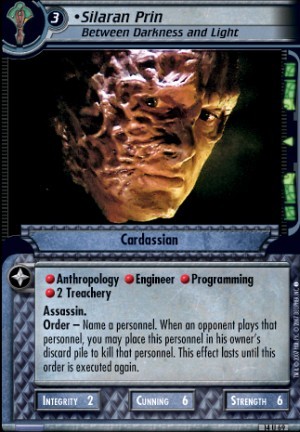 3
•Silaran Prin
Between Darkness and Light
Cardassian
Anthropology Engineer Programming
2 Treachery
Assassin.
Order – Name a personnel. When an opponent plays that
personnel, you may place this personnel in his owner's
discard pile to kill that personnel. This effect lasts until this
order is executed again.
Integrity 2 Cunning 6 Strength 6